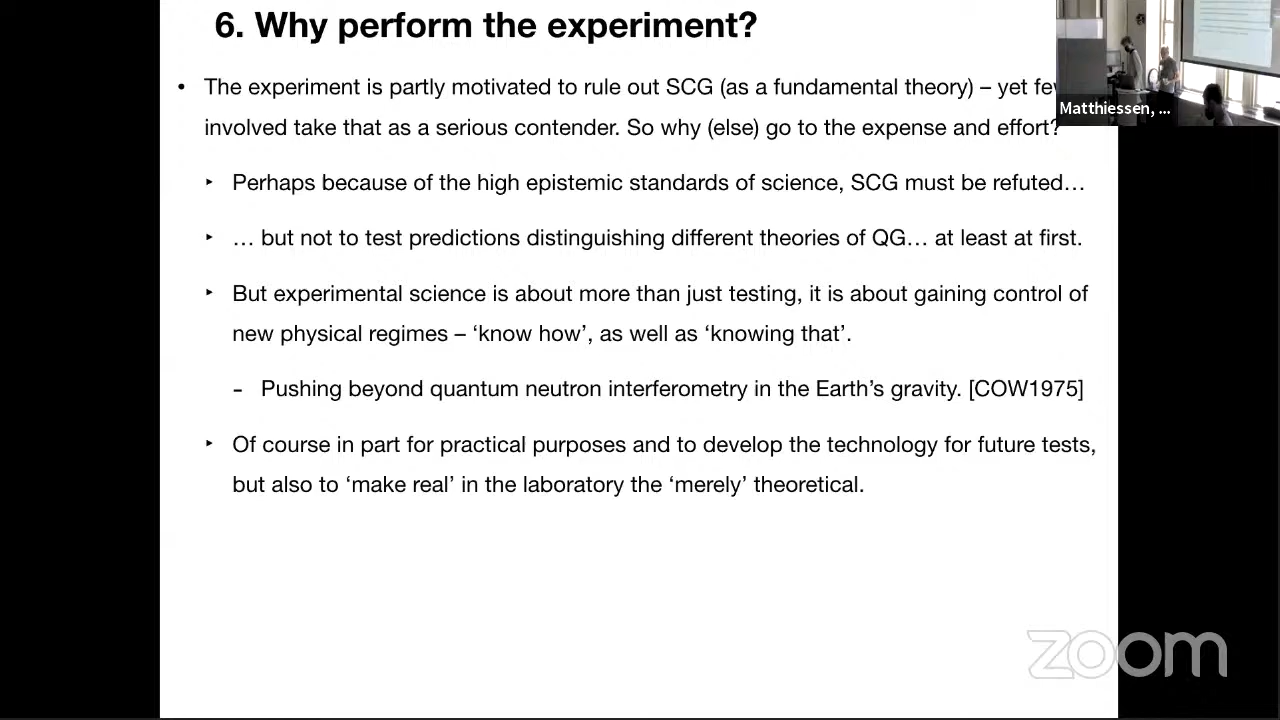 6. Why perform the experiment?
• The experiment is partly motivated to rule out SCG (as a fundamental theory) – yet few
involved take that as a serious contender. So why (else) go to the expense and effort?
‣ Perhaps because of the high epistemic standards of science, SCG must be refuted…
‣ … but not to test predictions distinguishing different theories of QG… at least at first.
‣ But experimental science is about more than just testing, it is about gaining control of
new physical regimes – ‘know how’, as well as ‘knowing that’.
– Pushing beyond quantum neutron interferometry in the Earth’s gravity. [COW1975]
‣ Of course in part for practical purposes and to develop the technology for future tests,
but also to ‘make real’ in the laboratory the ‘merely’ theoretical.
Matthiessen, ...
zoom